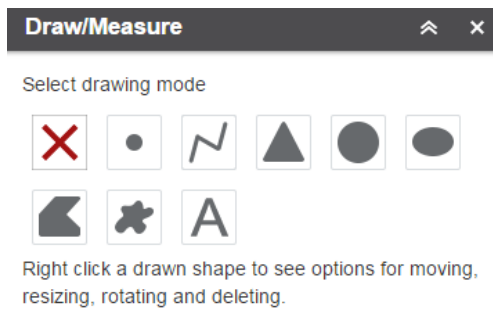 Draw/Measure
Select drawing mode
A
Right click a drawn shape to see options for moving,
resizing, rotating and deleting.